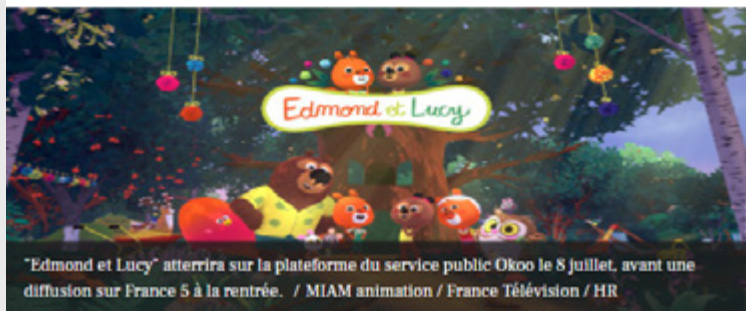 Edmond et Lucy
"Edmond et Lucy" atterrira sur la plateforme du service public Okoo le 8 juillet, avant une
diffusion sur France 5 à la rentrée. / MIAM animation / France Télévision / HR